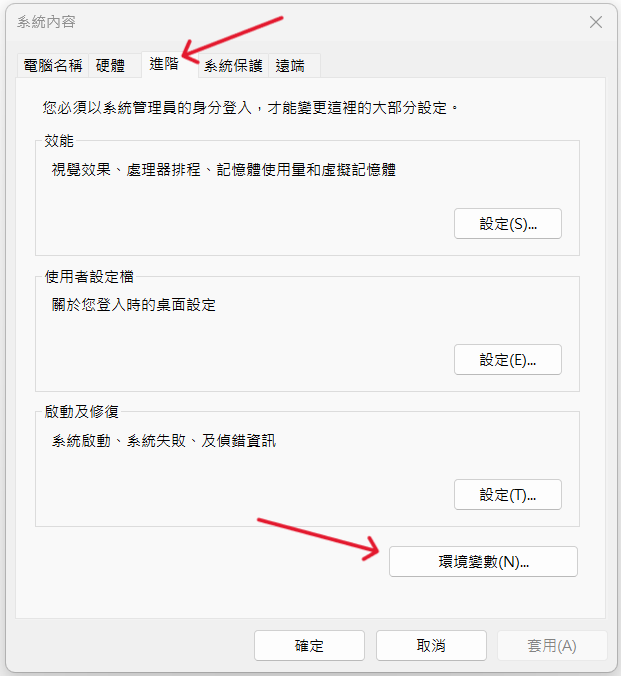 系統內容
電腦名稱 硬體 進階 系統保護 遠端
您必須以系統管理員的身分登入，才能變更這裡的大部分設定。
效能
視覺效果、處理器排程、記憶體使用量和虛擬記憶體
設定(S)...
使用者設定檔
關於您登入時的桌面設定
設定(E)...
啟動及修復
系統啟動、系統失敗、及偵錯資訊
設定(T)...
環境變數(N)...
確定 取消 套用(A)